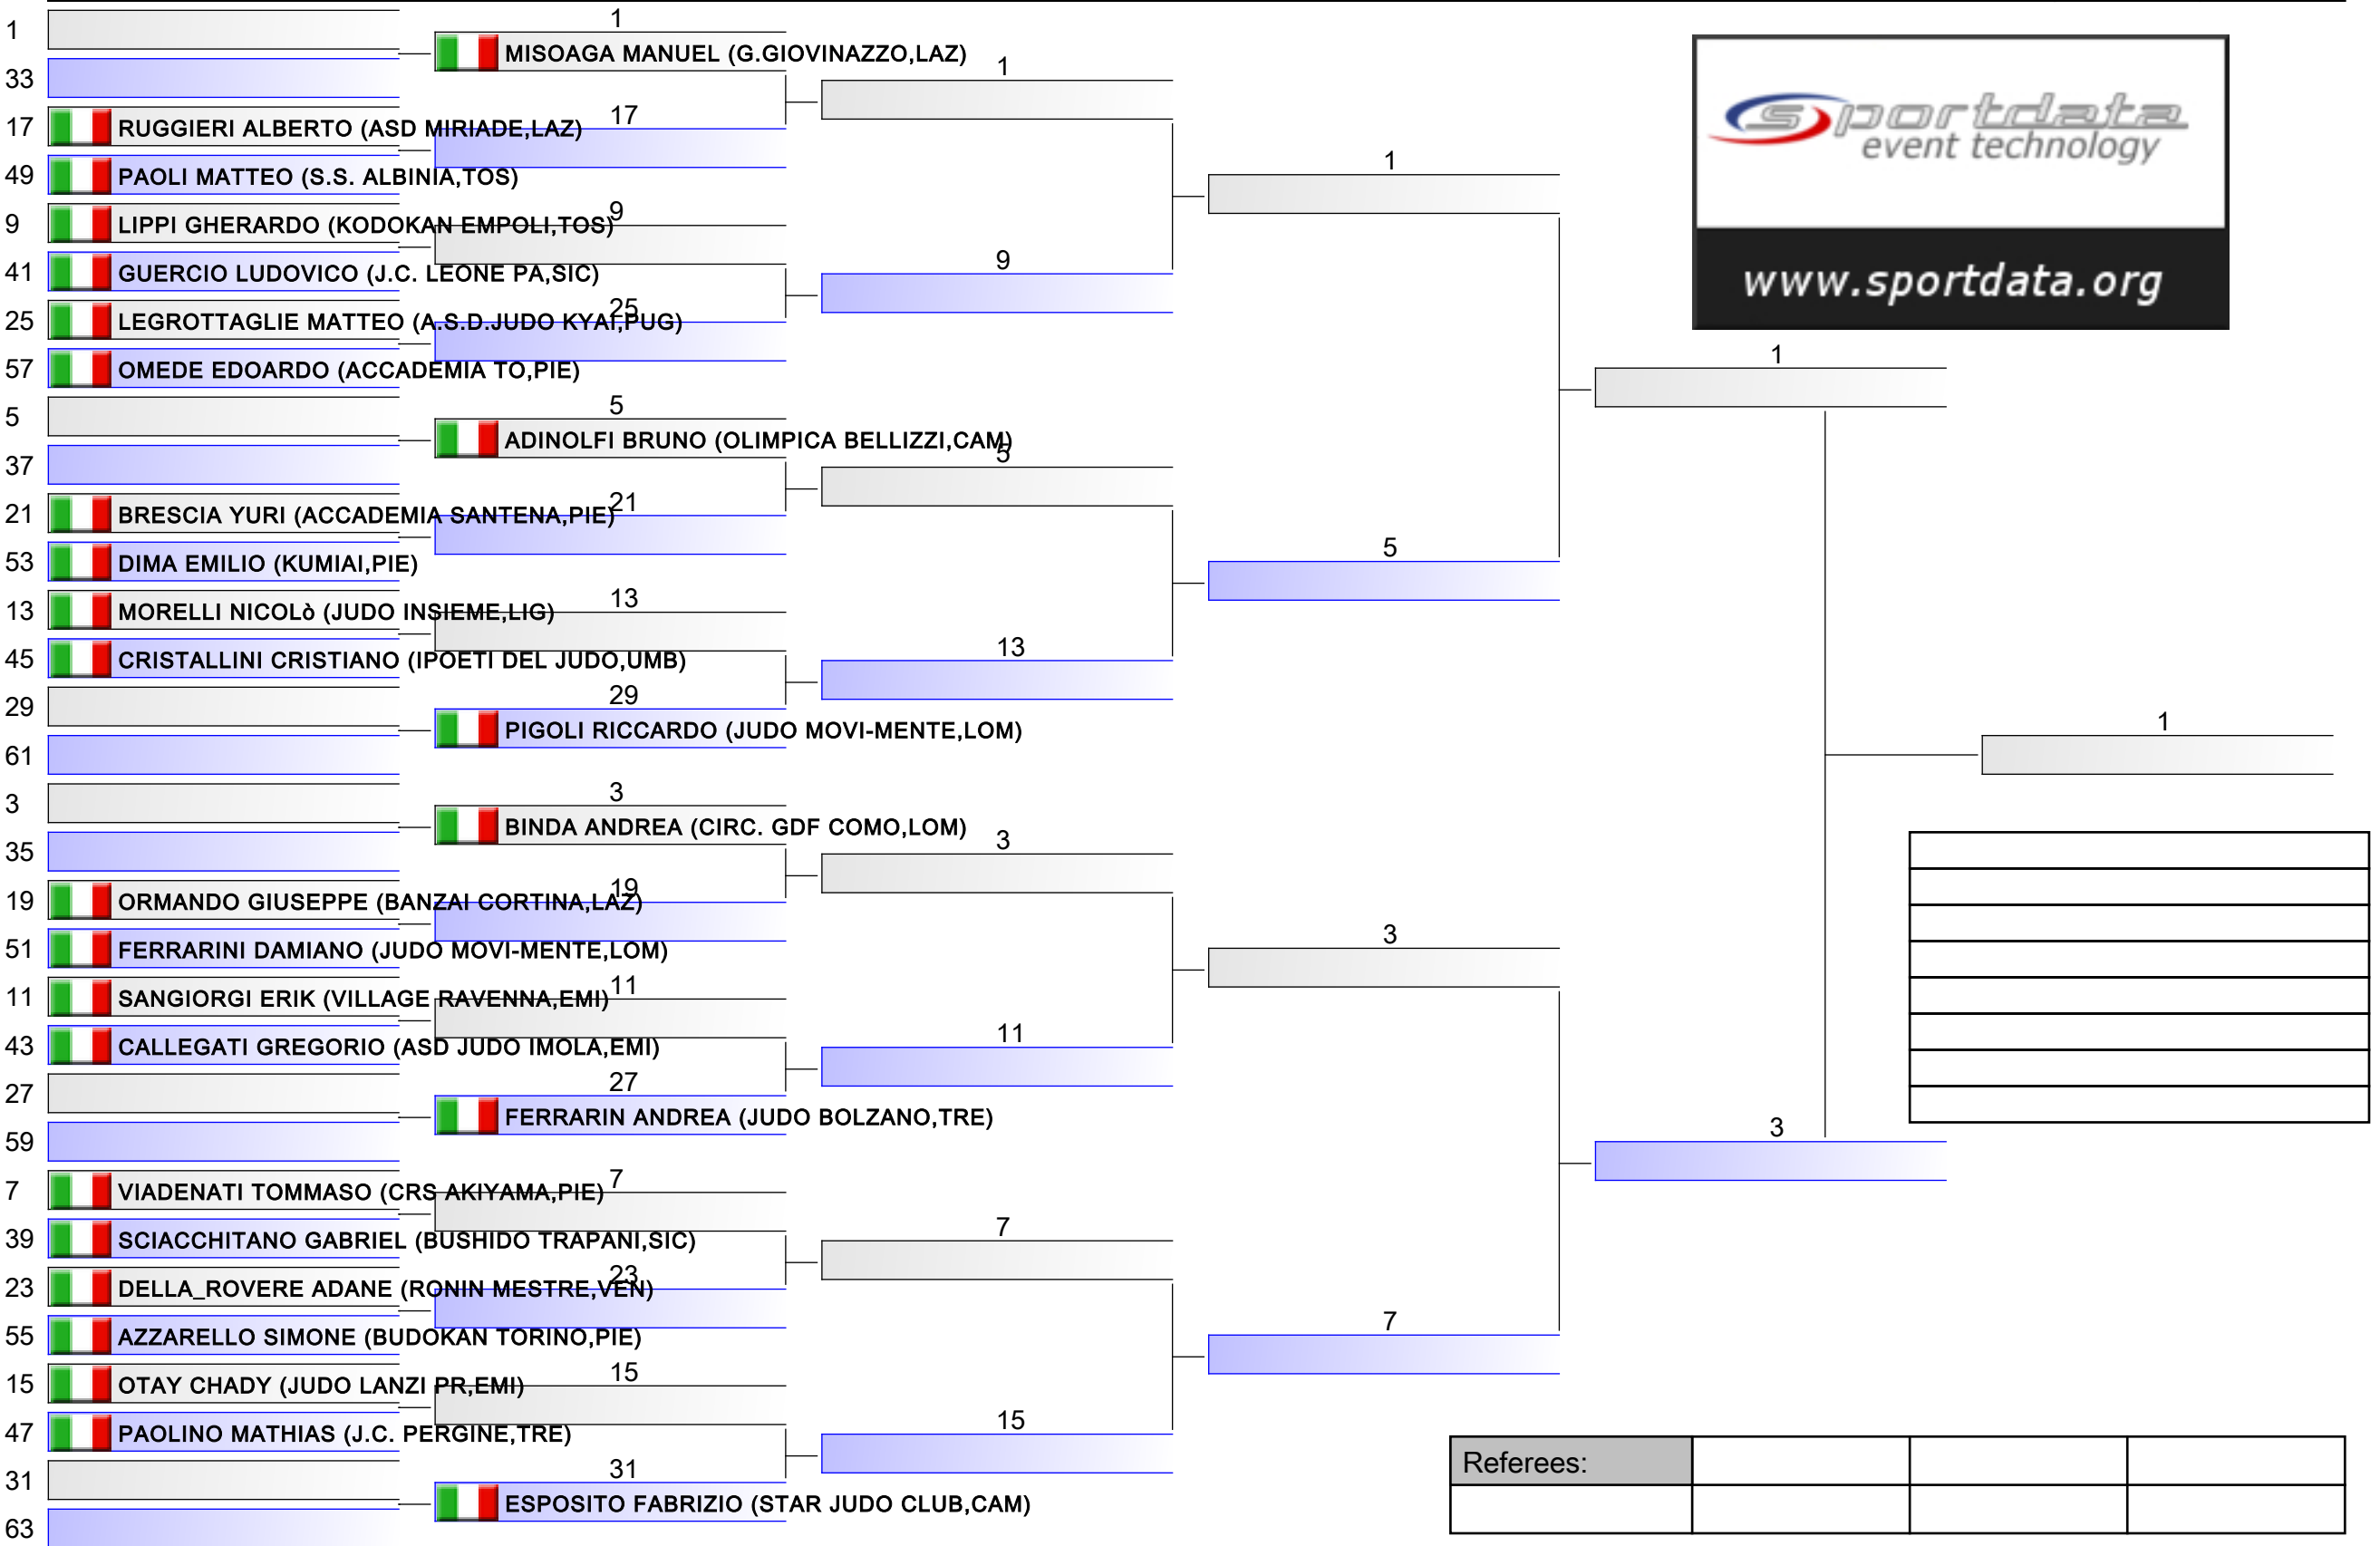 1
1
MISOAGA MANUEL (G.GIOVINAZZO,LAZ)
33
1
17
17
RUGGIERI ALBERTO (ASD MIRIADE,LAZ)
49
PAOLI MATTEO (S.S. ALBINIA,TOS)
1
9
9
LIPPI GHERARDO (KODOKAN EMPOLI,TOS)
41
GUERCIO LUDOVICO (J.C. LEONE PA,SIC)
9
25
25
LEGROTTAGLIE MATTEO (A.S.D.JUDO KYAI,PUG)
57
OMEDE EDOARDO (ACCADEMIA TO,PIE)
1
5
5
ADINOLFI BRUNO (OLIMPICA BELLIZZI,CAM)
37
5
21
21
BRESCIA YURI (ACCADEMIA SANTENA,PIE)
53
DIMA EMILIO (KUMIAI,PIE)
5
13
13
MORELLI NICOLò (JUDO INSIEME,LIG)
45
CRISTALLINI CRISTIANO (IPOETI DEL JUDO,UMB)
13
29
29
PIGOLI RICCARDO (JUDO MOVI-MENTE,LOM)
61
1
3
3
BINDA ANDREA (CIRC. GDF COMO,LOM)
35
3
19
19
ORMANDO GIUSEPPE (BANZAI CORTINA,LAZ)
51
FERRARINI DAMIANO (JUDO MOVI-MENTE,LOM)
3
11
11
SANGIORGI ERIK (VILLAGE RAVENNA,EMI)
43
CALLEGATI GREGORIO (ASD JUDO IMOLA,EMI)
11
27
27
FERRARIN ANDREA (JUDO BOLZANO,TRE)
59
3
7
7
VIADENATI TOMMASO (CRS AKIYAMA,PIE)
39
SCIACCHITANO GABRIEL (BUSHIDO TRAPANI,SIC)
7
23
23
DELLA_ROVERE ADANE (RONIN MESTRE,VEN)
55
AZZARELLO SIMONE (BUDOKAN TORINO,PIE)
7
15
15
OTAY CHADY (JUDO LANZI PR,EMI)
47
PAOLINO MATHIAS (J.C. PERGINE,TRE)
15
31
31
ESPOSITO FABRIZIO (STAR JUDO CLUB,CAM)
63
sportdata
event technology
www.sportdata.org
Referees: